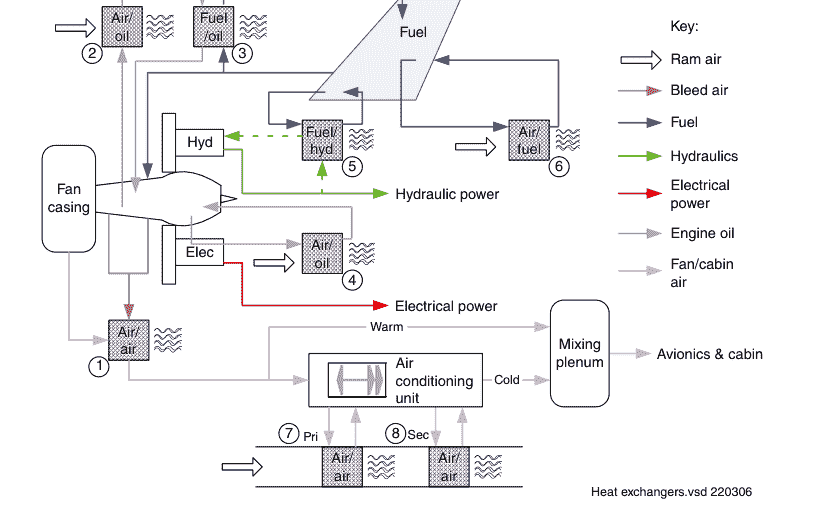 Air/
oil
2
Fuel
/oil
3
Fuel
Key:
Ram air
Bleed air
Fuel
Hydraulics
Electrical
power
Engine oil
Fan/cabin
air
Hyd
Fuel/
hyd
5
Air/
fuel
6
Hydraulic power
Fan
casing
Elec
Air/
oil
4
Electrical power
Air/
air
1
Warm
Mixing
plenum
Avionics & cabin
Air
conditioning
unit
Cold
7 Pri
8 Sec
Air/
air
Air/
air
Heat exchangers.vsd 220306